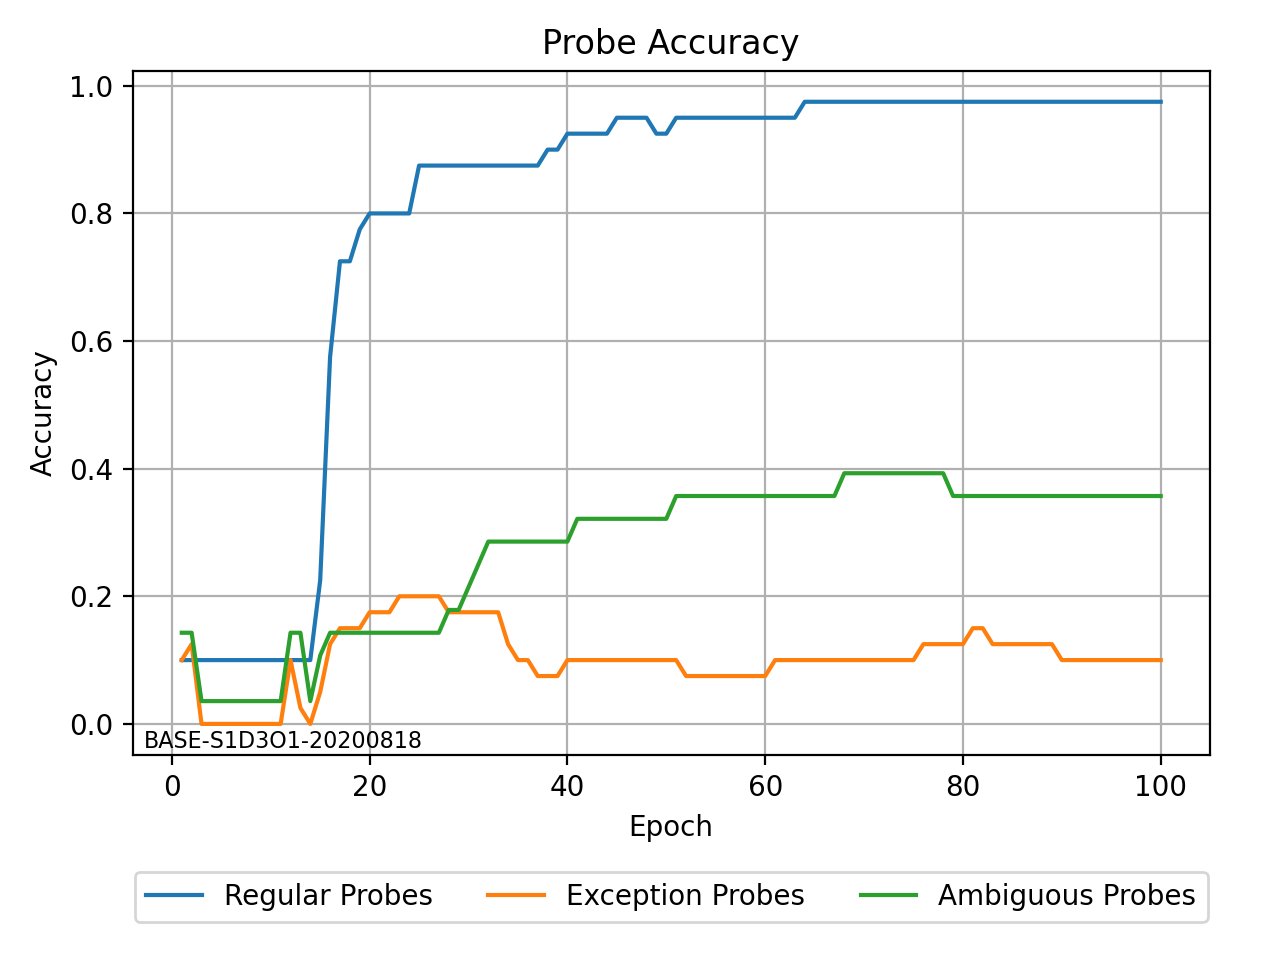 Probe Accuracy
1.0
0.8
0.6
0.4
0.2
0.0
Accuracy
BASE-S1D3O1-20200818
0 20 40 60 80 100
Epoch
Regular Probes Exception Probes Ambiguous Probes